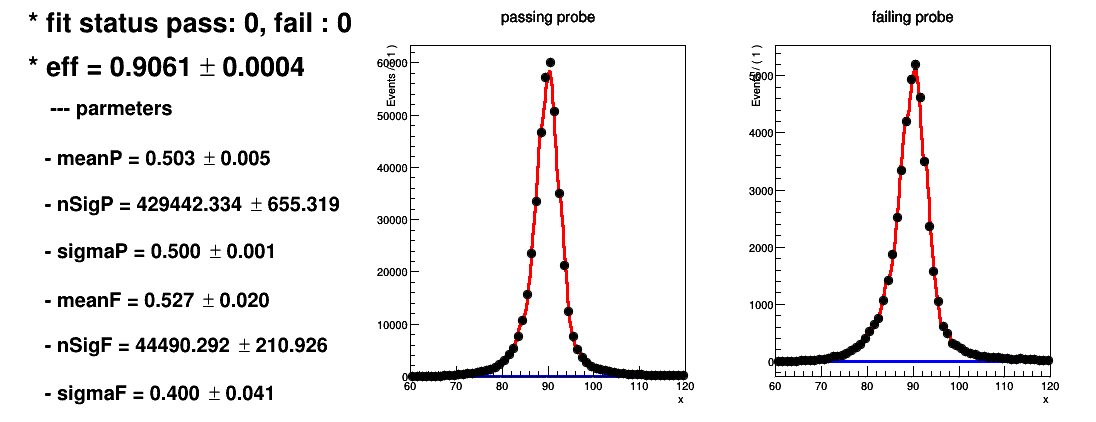 * fit status pass: 0, fail : 0
* eff = 0.9061 ± 0.0004
--- parmeters
- meanP = 0.503 ± 0.005
- nSigP = 429442.334 ± 655.319
- sigmaP = 0.500 ± 0.001
- meanF = 0.527 ± 0.020
- nSigF = 44490.292 ± 210.926
- sigmaF = 0.400 ± 0.041
passing probe
Events / ( 1 )
60000
50000
40000
30000
20000
10000
0
60 70 80 90 100 110 120
x
failing probe
Events / ( 1 )
5000
4000
3000
2000
1000
0
60 70 80 90 100 110 120
x